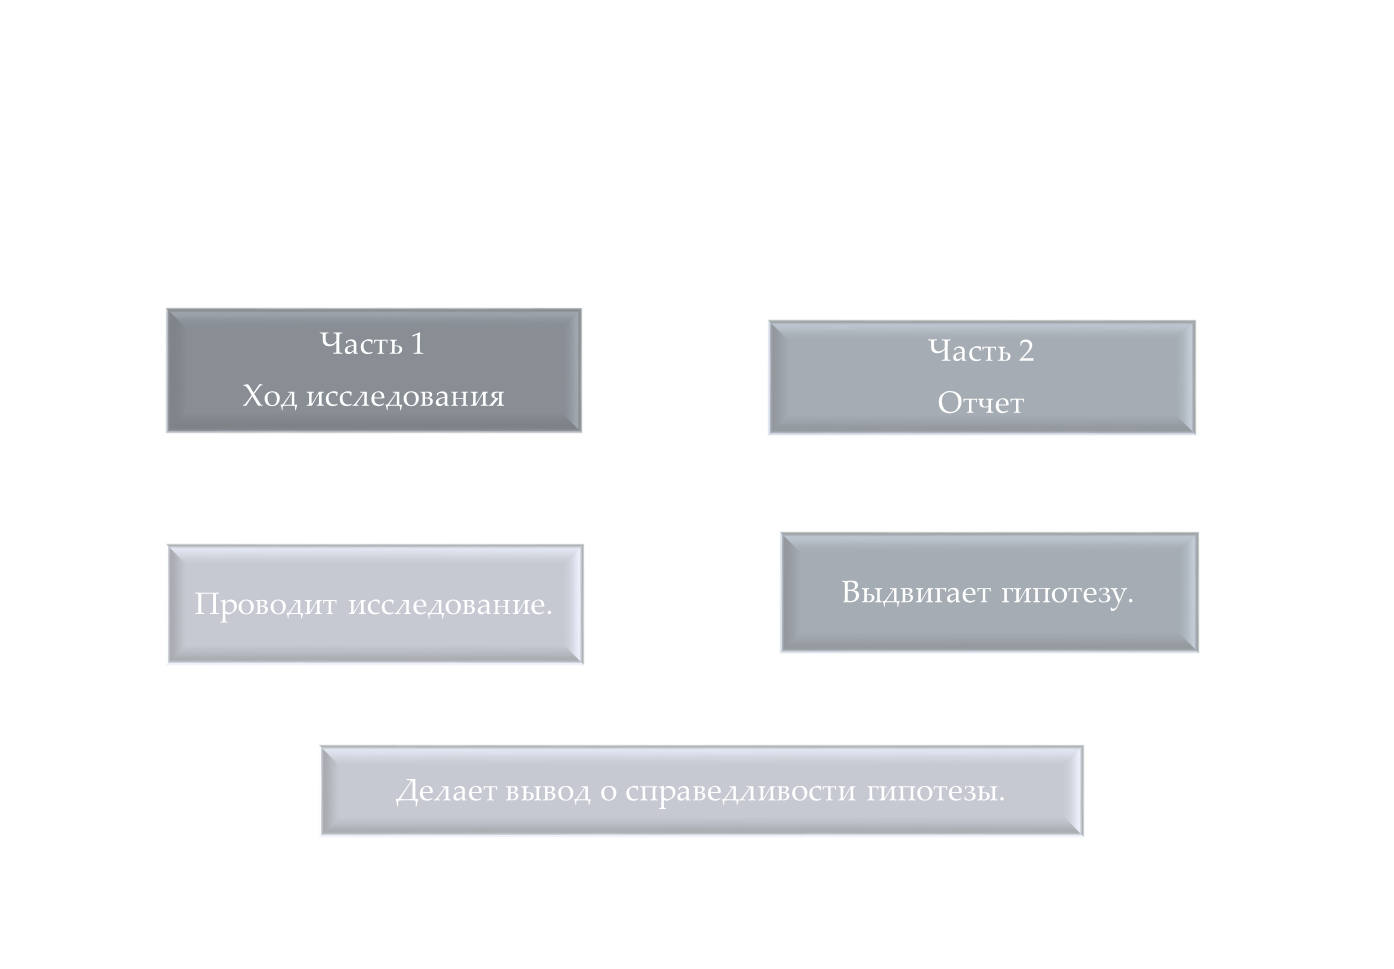 Часть 1
Ход исследования
Часть 2
Отчет
Проводит исследование.
Выдвигает гипотезу.
Делает вывод о справедливости гипотезы.